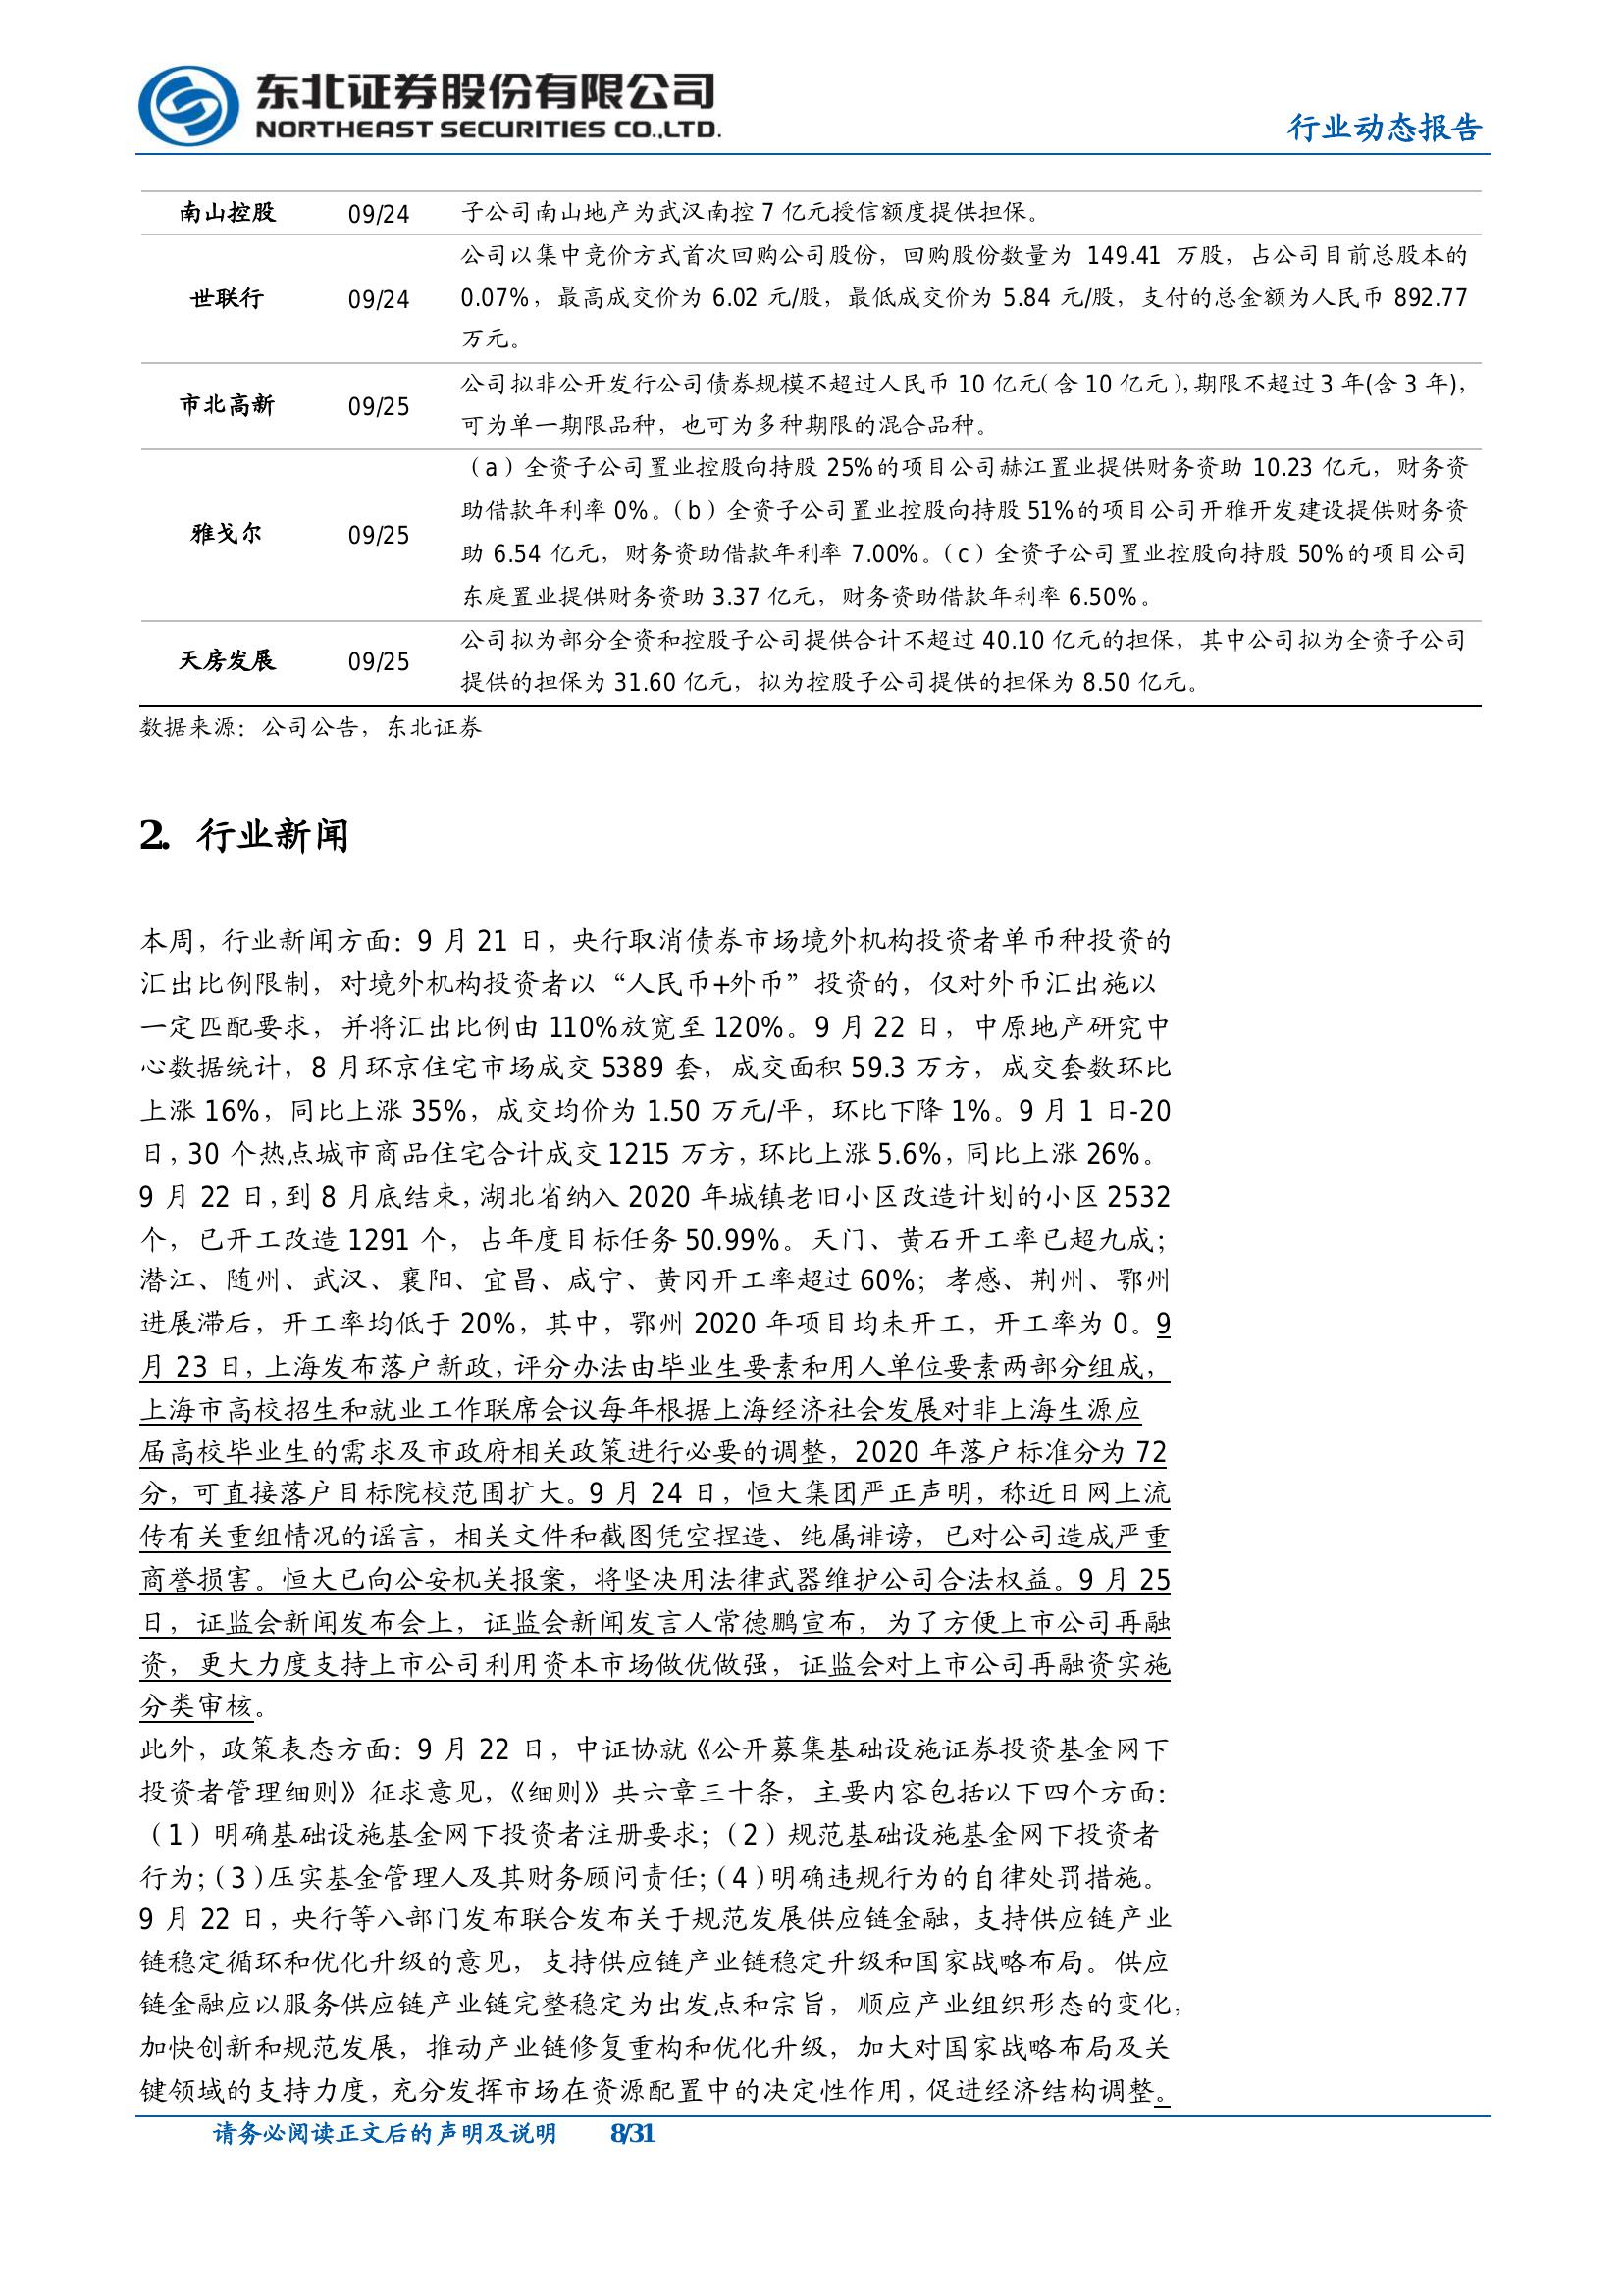 东北证券股份有限公司
NORTHEAST SECURITIES CO.,LTD.
行业动态报告
南山控股 09/24 子公司南山地产为武汉南控 7 亿元授信额度提供担保。
公司以集中竞价方式首次回购公司股份，回购股份数量为 149.41 万股，占公司目前总股本的
世联行 09/24 0.07%，最高成交价为 6.02 元/股，最低成交价为 5.84 元/股，支付的总金额为人民币 892.77
万元。
市北高新 09/25 公司拟非公开发行公司债券规模不超过人民币 10 亿元（含 10 亿元），期限不超过 3 年(含 3 年)，
可为单一期限品种，也可为多种期限的混合品种。
（a）全资子公司置业控股向持股 25%的项目公司赫江置业提供财务资助 10.23 亿元，财务资
雅戈尔 09/25 助借款年利率 0%。（b）全资子公司置业控股向持股 51%的项目公司开雅开发建设提供财务资
助 6.54 亿元，财务资助借款年利率 7.00%。（c）全资子公司置业控股向持股 50%的项目公司
东庭置业提供财务资助 3.37 亿元，财务资助借款年利率 6.50%。
天房发展 09/25 公司拟为部分全资和控股子公司提供合计不超过 40.10 亿元的担保，其中公司拟为全资子公司
提供的担保为 31.60 亿元，拟为控股子公司提供的担保为 8.50 亿元。
数据来源：公司公告，东北证券
2. 行业新闻
本周，行业新闻方面：9 月 21 日，央行取消债券市场境外机构投资者单币种投资的
汇出比例限制，对境外机构投资者以“人民币+外币”投资的，仅对外币汇出施以
一定匹配要求，并将汇出比例由 110%放宽至 120%。9 月 22 日，中原地产研究中
心数据统计，8 月环京住宅市场成交 5389 套，成交面积 59.3 万方，成交套数环比
上涨 16%，同比上涨 35%，成交均价为 1.50 万元/平，环比下降 1%。9 月 1 日-20
日，30 个热点城市商品住宅合计成交 1215 万方，环比上涨 5.6%，同比上涨 26%。
9 月 22 日，到 8 月底结束，湖北省纳入 2020 年城镇老旧小区改造计划的小区 2532
个，已开工改造 1291 个，占年度目标任务 50.99%。天门、黄石开工率已超九成；
潜江、随州、武汉、襄阳、宜昌、咸宁、黄冈开工率超过 60%；孝感、荆州、鄂州
进展滞后，开工率均低于 20%，其中，鄂州 2020 年项目均未开工，开工率为 0。9
月 23 日，上海发布落户新政，评分办法由毕业生要素和用人单位要素两部分组成，
上海市高校招生和就业工作联席会议每年根据上海经济社会发展对非上海生源应
届高校毕业生的需求及市政府相关政策进行必要的调整，2020 年落户标准分为 72
分，可直接落户目标院校范围扩大。9 月 24 日，恒大集团严正声明，称近日网上流
传有关重组情况的谣言，相关文件和截图凭空捏造、纯属诽谤，已对公司造成严重
商誉损害。恒大已向公安机关报案，将坚决用法律武器维护公司合法权益。9 月 25
日，证监会新闻发布会上，证监会新闻发言人常德鹏宣布，为了方便上市公司再融
资，更大力度支持上市公司利用资本市场做优做强，证监会对上市公司再融资实施
分类审核。
此外，政策表态方面：9 月 22 日，中证协就《公开募集基础设施证券投资基金网下
投资者管理细则》征求意见，《细则》共六章三十条，主要内容包括以下四个方面：
（1）明确基础设施基金网下投资者注册要求；（2）规范基础设施基金网下投资者
行为；（3）压实基金管理人及其财务顾问责任；（4）明确违规行为的自律处罚措施。
9 月 22 日，央行等八部门发布联合发布关于规范发展供应链金融，支持供应链产业
链稳定循环和优化升级的意见，支持供应链产业链稳定升级和国家战略布局。供应
链金融应以服务供应链产业链完整稳定为出发点和宗旨，顺应产业组织形态的变化，
加快创新和规范发展，推动产业链修复重构和优化升级，加大对国家战略布局及关
键领域的支持力度，充分发挥市场在资源配置中的决定性作用，促进经济结构调整。
请务必阅读正文后的声明及说明 8/31